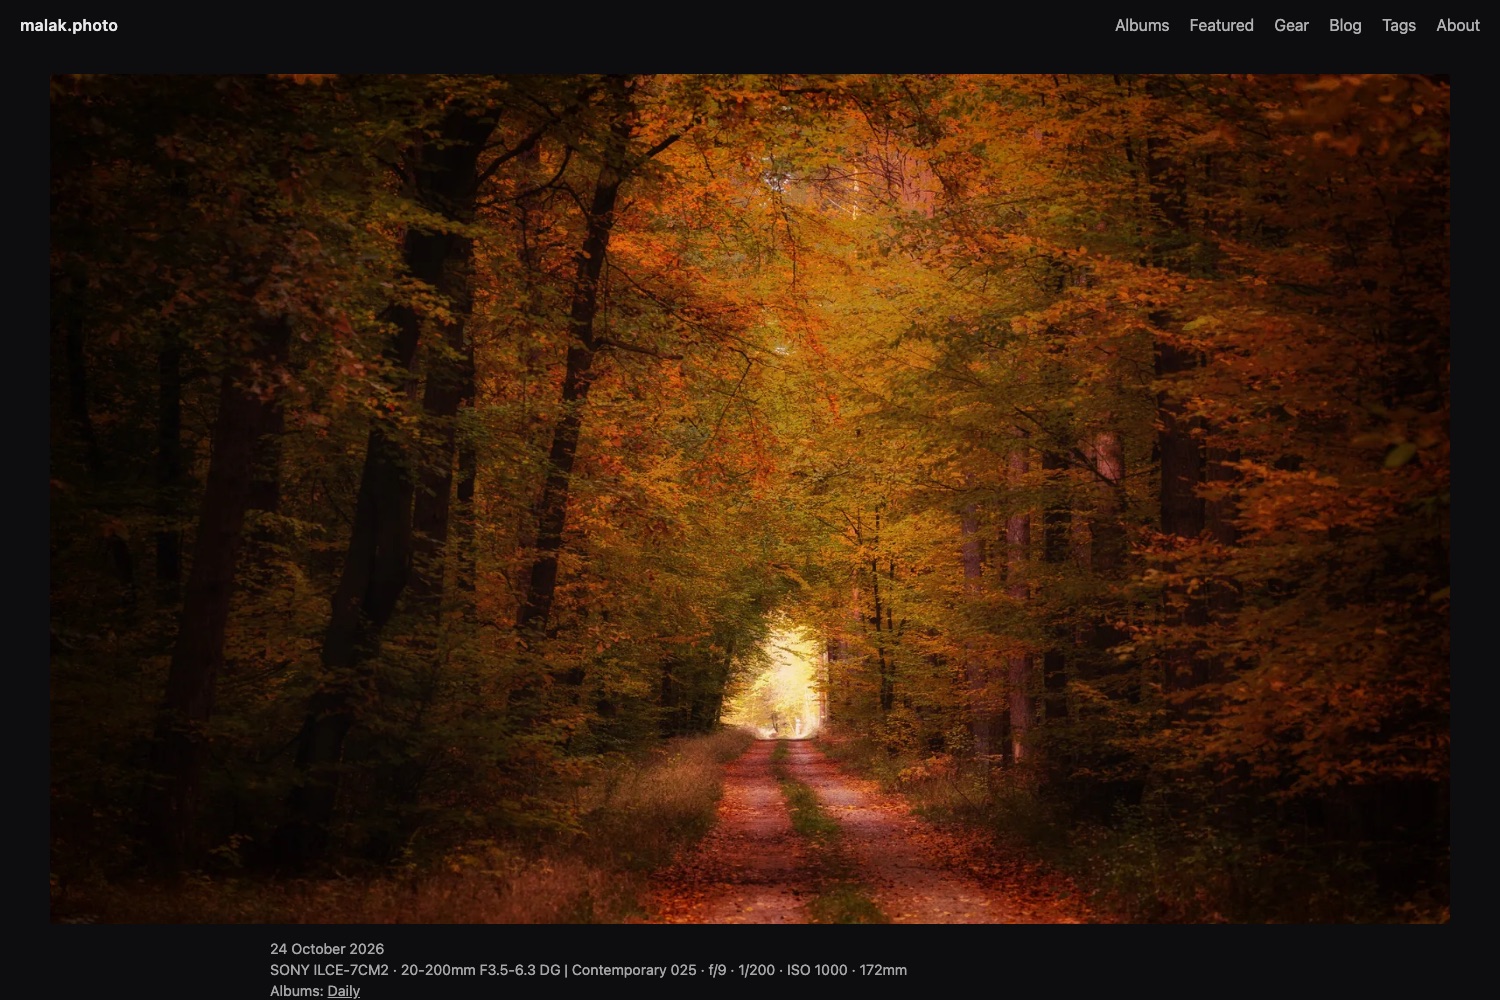 malak.photo
Albums Featured Gear Blog Tags About
24 October 2026
SONY ILCE-7CM2 · 20-200mm F3.5-6.3 DG | Contemporary 025 · f/9 · 1/200 · ISO 1000 · 172mm
Albums: Daily